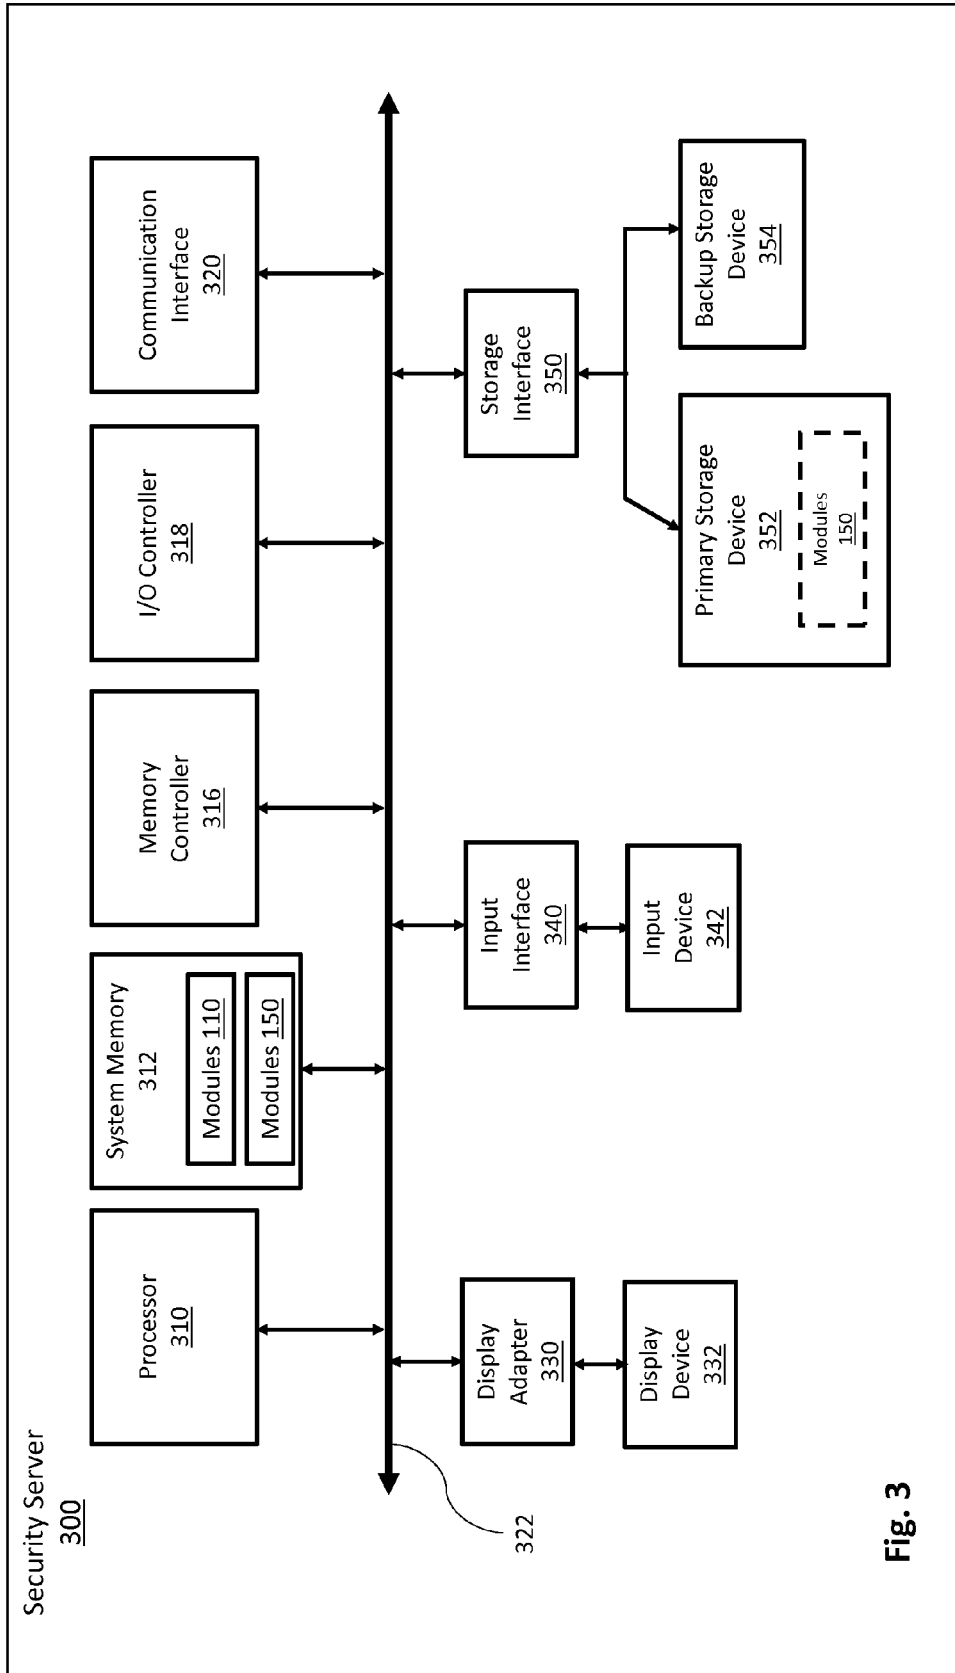 Security Server
300
Processor
310
System Memory
312
Modules 110
Modules 150
Memory
Controller
316
I/O Controller
318
Communication
Interface
320
322
Display
Adapter
330
Display
Device
332
Input
Interface
340
Input
Device
342
Storage
Interface
350
Primary Storage
Device
352
Modules
150
Backup Storage
Device
354
Fig. 3